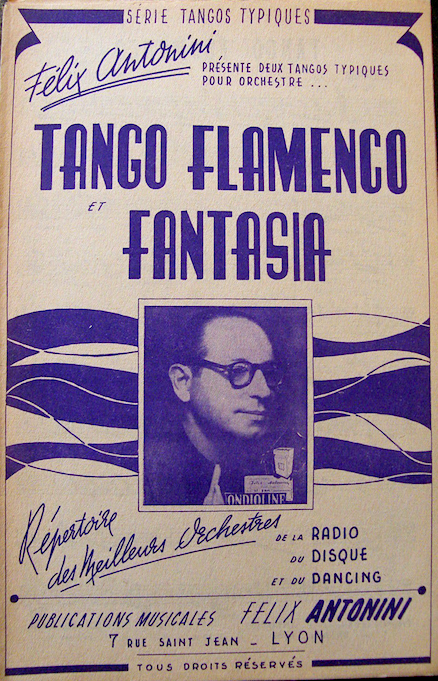 SÉRIE TANGOS TYPIQUES
Félix Antonini
PRÉSENTE DEUX TANGOS TYPIQUES
POUR ORCHESTRE ...
TANGO FLAMENCO
ET
FANTASIA
ONDIOLINE
Répertoire
des Meilleurs Orchestres
DE LA RADIO
DU DISQUE
ET DU DANCING
PUBLICATIONS MUSICALES FELIX ANTONINI
7 RUE SAINT JEAN _ LYON
TOUS DROITS RÉSERVÉS